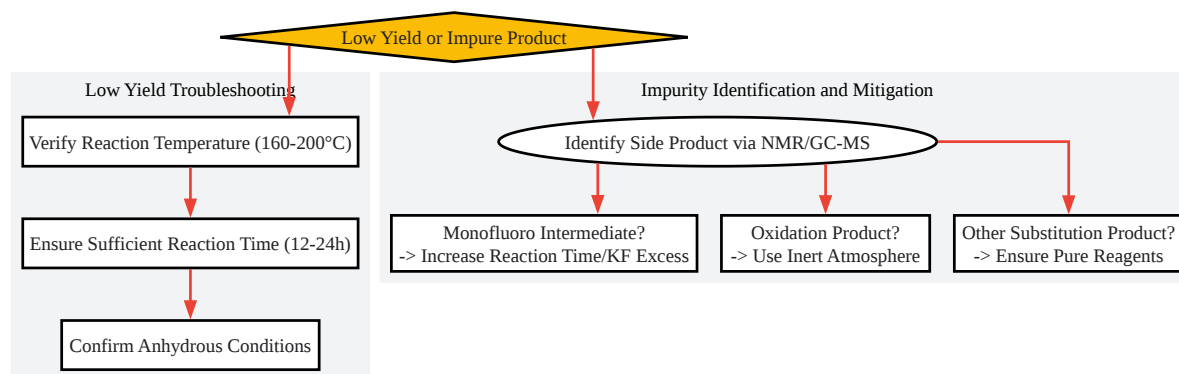 Low Yield or Impure Product
Low Yield Troubleshooting
Verify Reaction Temperature (160-200°C)
Ensure Sufficient Reaction Time (12-24h)
Confirm Anhydrous Conditions
Impurity Identification and Mitigation
Identify Side Product via NMR/GC-MS
Monofluoro Intermediate?
-> Increase Reaction Time/KF Excess
Oxidation Product?
-> Use Inert Atmosphere
Other Substitution Product?
-> Ensure Pure Reagents